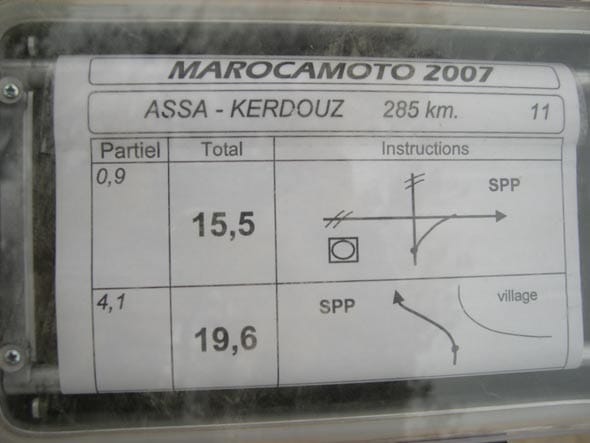 MAROCAMOTO 2007
ASSA - KERDOUZ 285 km. 11
Partiel Total Instructions
0,9 15,5 SPP
4,1 19,6 SPP village